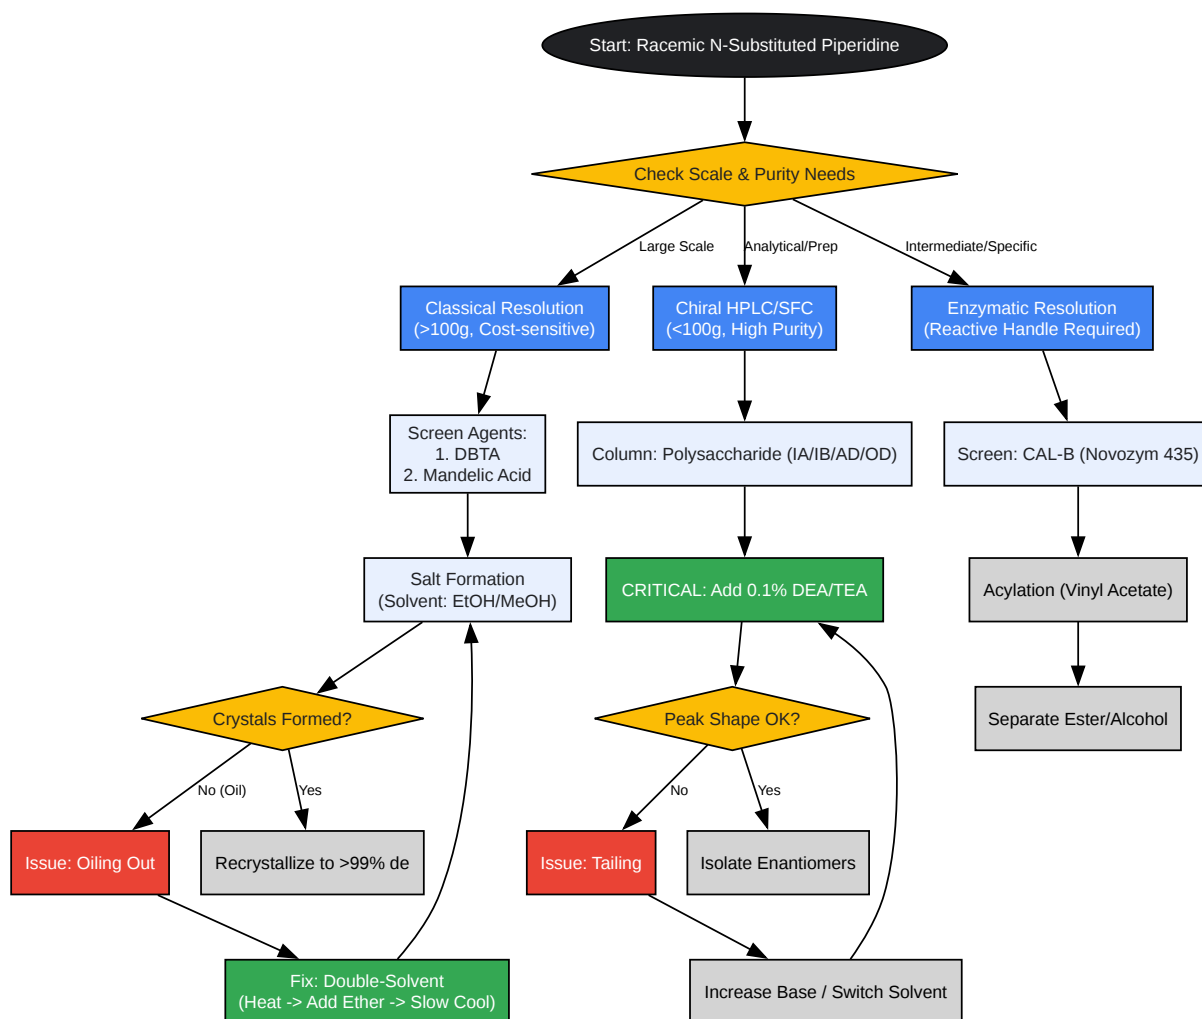 Start: Racemic N-Substituted Piperidine
Check Scale & Purity Needs
Large Scale
Analytical/Prep
Intermediate/Specific
Classical Resolution
(>100g, Cost-sensitive)
Chiral HPLC/SFC
(<100g, High Purity)
Enzymatic Resolution
(Reactive Handle Required)
Screen Agents:
1. DBTA
2. Mandelic Acid
Column: Polysaccharide (IA/IB/AD/OD)
Screen: CAL-B (Novozym 435)
Salt Formation
(Solvent: EtOH/MeOH)
CRITICAL: Add 0.1% DEA/TEA
Acylation (Vinyl Acetate)
Crystals Formed?
Peak Shape OK?
Separate Ester/Alcohol
No (Oil)
Yes
No
Yes
Issue: Oiling Out
Recrystallize to >99% de
Issue: Tailing
Isolate Enantiomers
Fix: Double-Solvent
(Heat -> Add Ether -> Slow Cool)
Increase Base / Switch Solvent